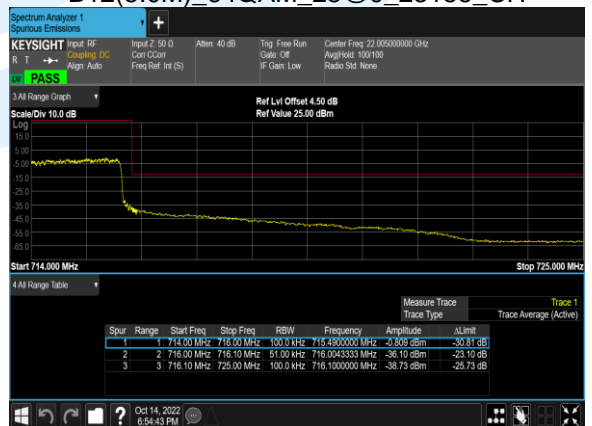 Spectrum Analyzer 1
Spurious Emissions
+
KEYSIGHT Input: RF Input Z: 50 Ω Atten: 40 dB Trig: Free Run Center Freq: 22.005000000 GHz
R T Coupling: DC Corr CCorr Gate: Off Avg|Hold: 100/100
Align: Auto Freq Ref: Int (S) IF Gain: Low Radio Std: None
PASS
3 All Range Graph
Ref Lvl Offset 4.50 dB
Scale/Div 10.0 dB Ref Value 25.00 dBm
Log
15.0
5.00
-5.00
-15.0
-25.0
-35.0
-45.0
-55.0
-65.0
Start 714.000 MHz Stop 725.000 MHz
4 All Range Table
Measure Trace Trace 1
Trace Type Trace Average (Active)
Spur Range Start Freq Stop Freq RBW Frequency Amplitude ΔLimit
1 1 714.00 MHz 716.00 MHz 100.0 kHz 715.4900000 MHz -0.809 dBm -30.81 dB
2 2 716.00 MHz 716.10 MHz 51.00 kHz 716.0043333 MHz -36.10 dBm -23.10 dB
3 3 716.10 MHz 725.00 MHz 100.0 kHz 716.1000000 MHz -38.73 dBm -25.73 dB
? Oct 14, 2022
6:54:43 PM